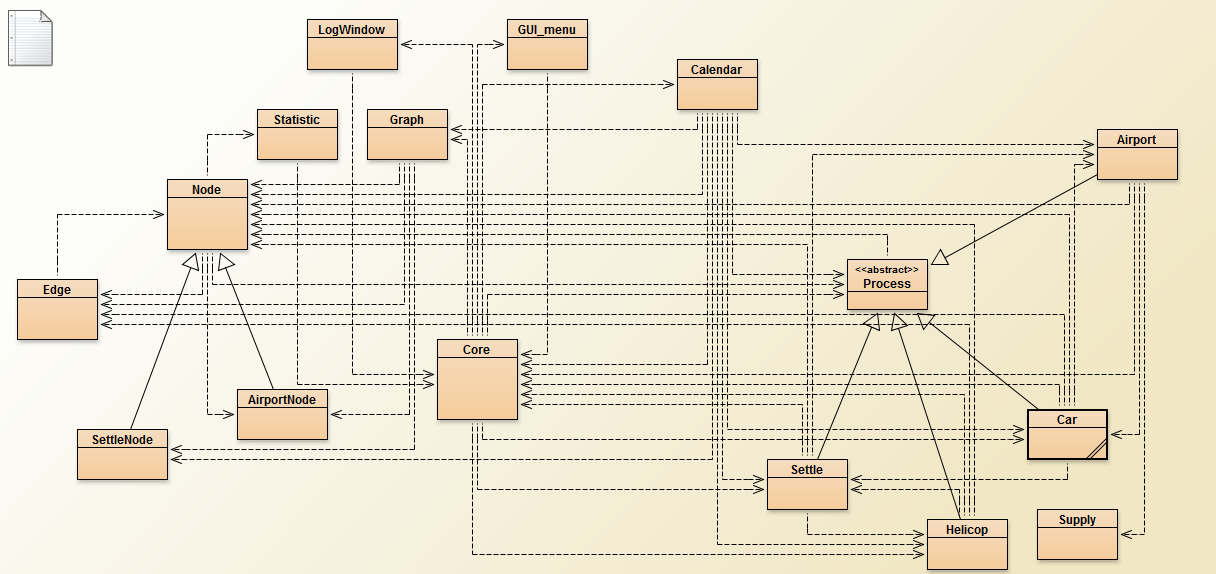 LogWindow
GUI_menu
Calendar
Statistic
Graph
Airport
Node
<<abstract>>
Process
Edge
Core
AirportNode
Car
SettleNode
Settle
Supply
Helicop